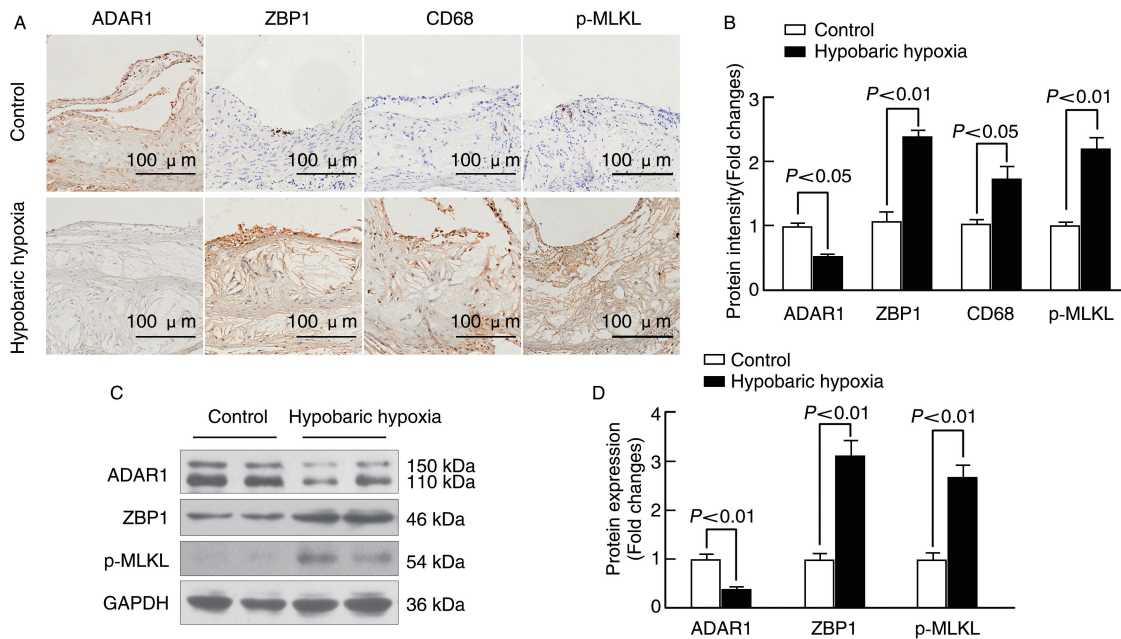 A
ADAR1 ZBP1 CD68 p-MLKL
Control
100 μm 100 μm 100 μm 100 μm
Hypobaric hypoxia
100 μm 100 μm 100 μm 100 μm
B
Control
Hypobaric hypoxia
Protein intensity(Fold changes)
3
2
1
0
P<0.05
P<0.01
P<0.05
P<0.01
ADAR1 ZBP1 CD68 p-MLKL
C
Control Hypobaric hypoxia
ADAR1
150 kDa
110 kDa
ZBP1 46 kDa
p-MLKL 54 kDa
GAPDH 36 kDa
D
Control
Hypobaric hypoxia
Protein expression
(Fold changes)
4
3
2
1
0
P<0.01
P<0.01
P<0.01
ADAR1 ZBP1 p-MLKL